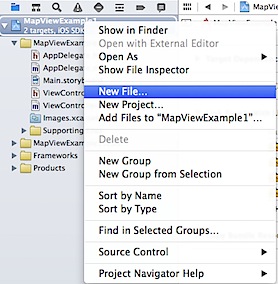 MapViewExample1
2 targets, iOS SDK
MapViewExample
AppDelega
AppDelega
Main.storyb
ViewContro
ViewContro
Images.xca
Supporting
MapViewExam
Frameworks
Products
Show in Finder
Open with External Editor
Open As
Show File Inspector
New File...
New Project...
Add Files to “MapViewExample1”...
Delete
New Group
New Group from Selection
Sort by Name
Sort by Type
Find in Selected Groups...
Source Control
Project Navigator Help
MapVi